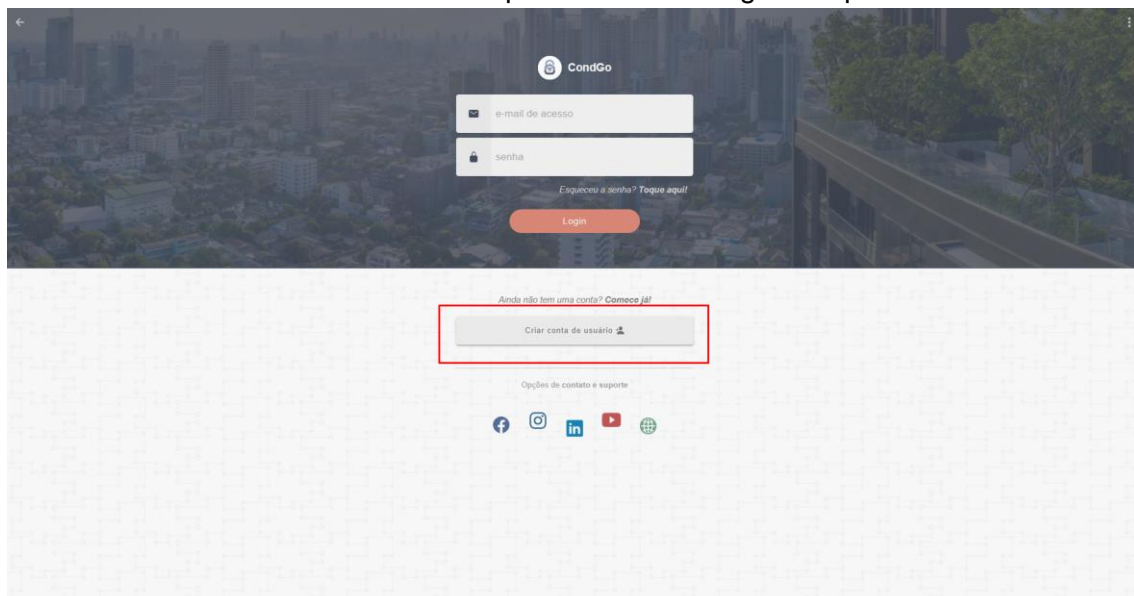 CondGo
e-mail de acesso
senha
Esqueceu a senha? Toque aqui!
Login
Ainda não tem uma conta? Comece já!
Criar conta de usuário
Opções de contato e suporte
in